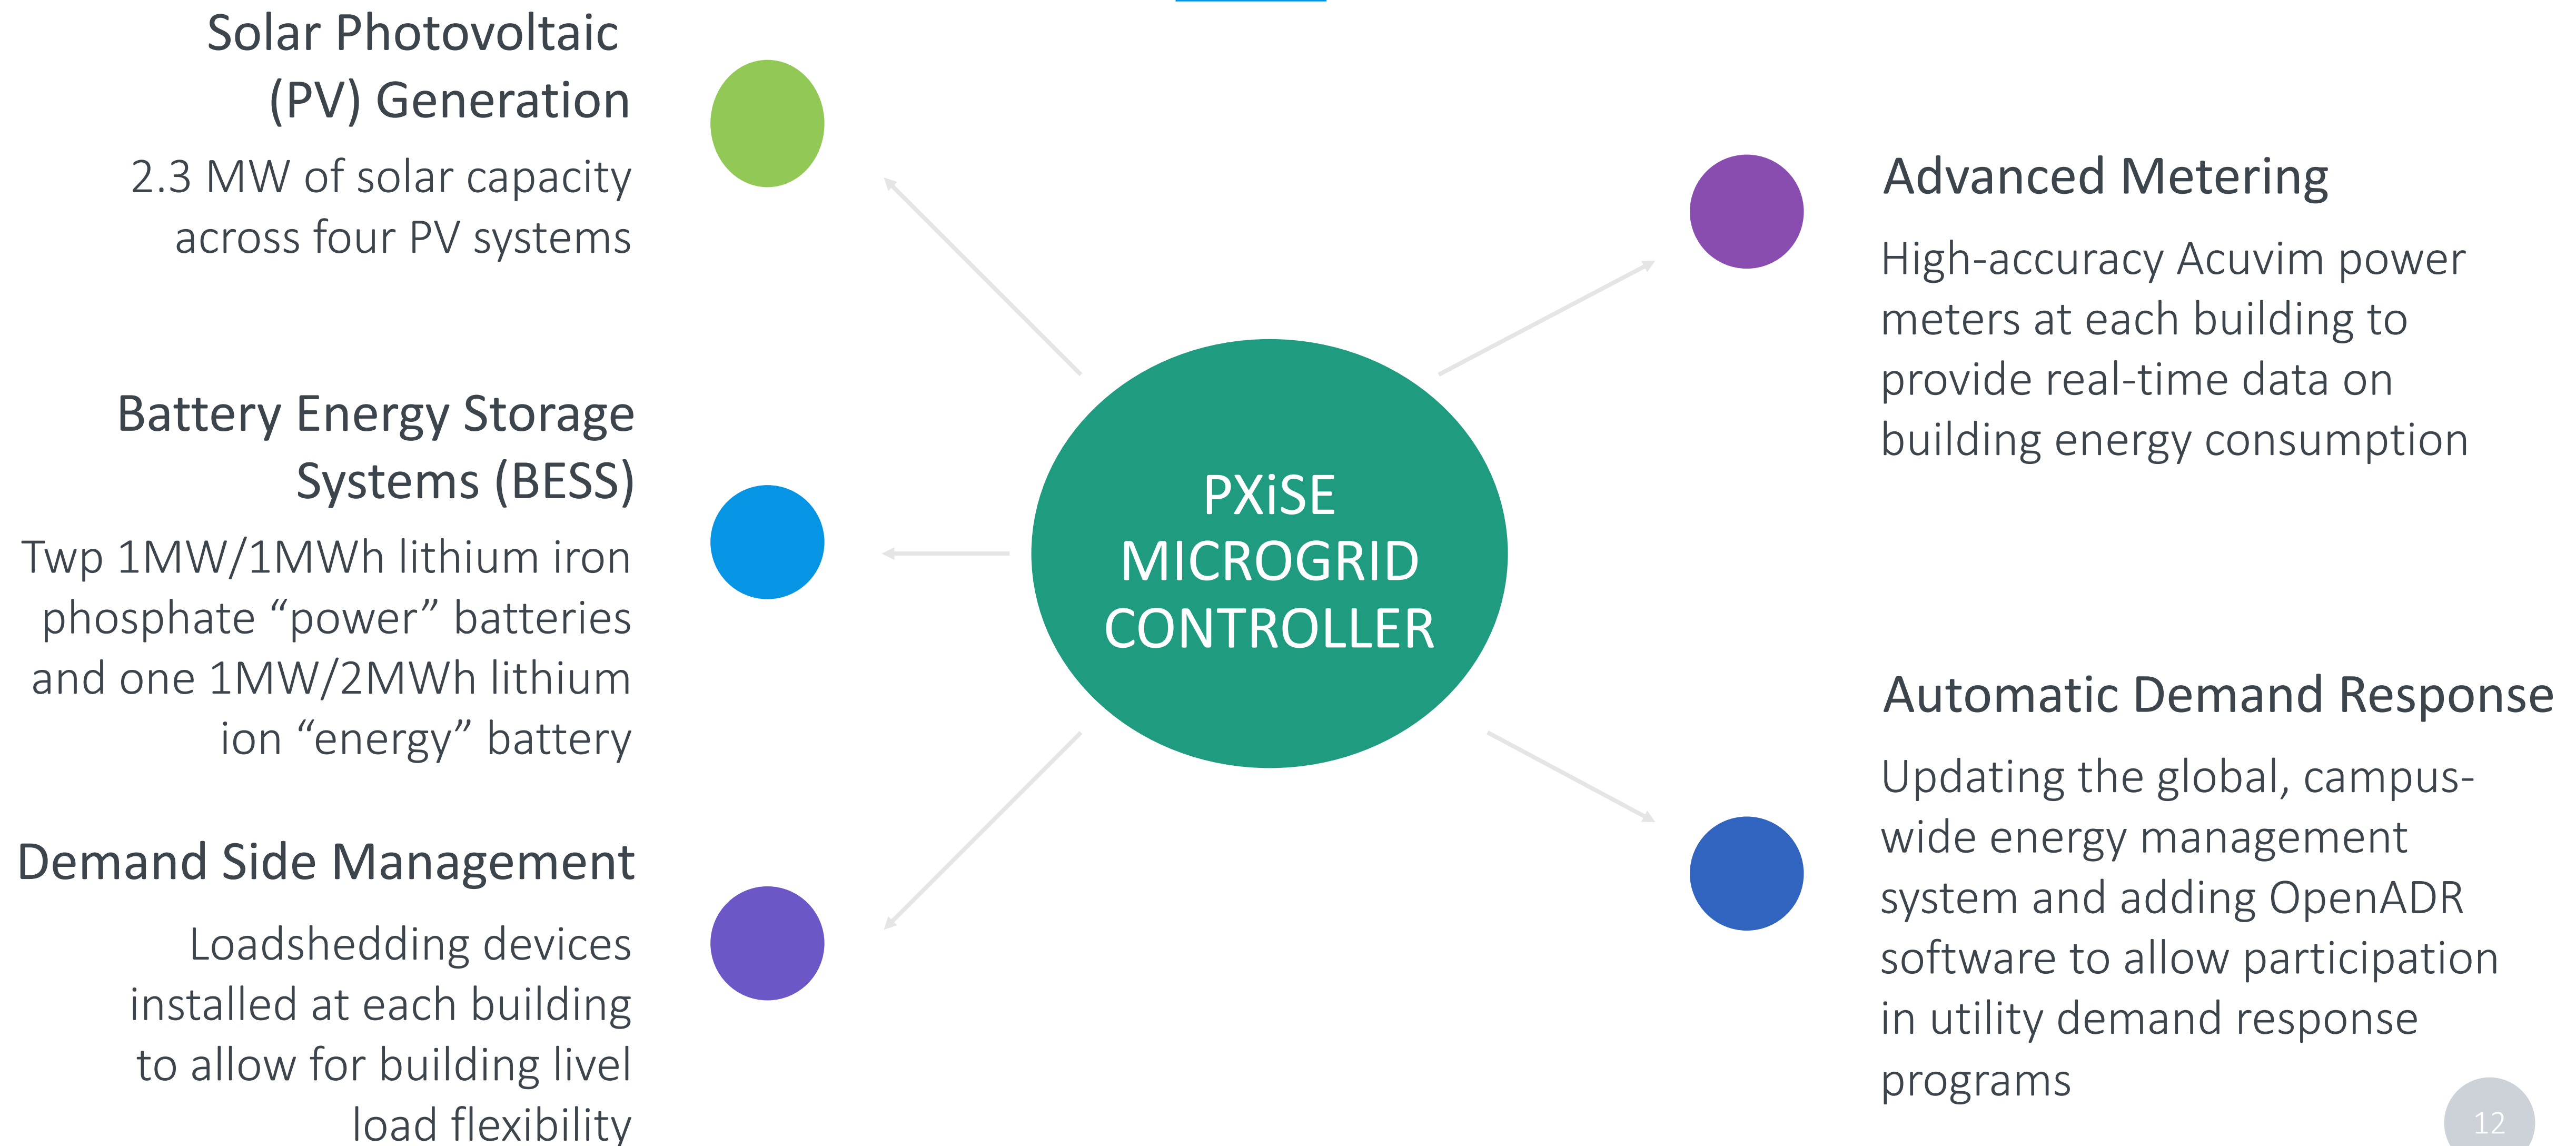 Solar Photovoltaic
(PV) Generation
2.3 MW of solar capacity
across four PV systems
Battery Energy Storage
Systems (BESS)
Twp 1MW/1MWh lithium iron
phosphate “power” batteries
and one 1MW/2MWh lithium
ion “energy” battery
Demand Side Management
Loadshedding devices
installed at each building
to allow for building livel
load flexibility
PXiSE
MICROGRID
CONTROLLER
Advanced Metering
High-accuracy Acuvim power
meters at each building to
provide real-time data on
building energy consumption
Automatic Demand Response
Updating the global, campus-
wide energy management
system and adding OpenADR
software to allow participation
in utility demand response
programs
12